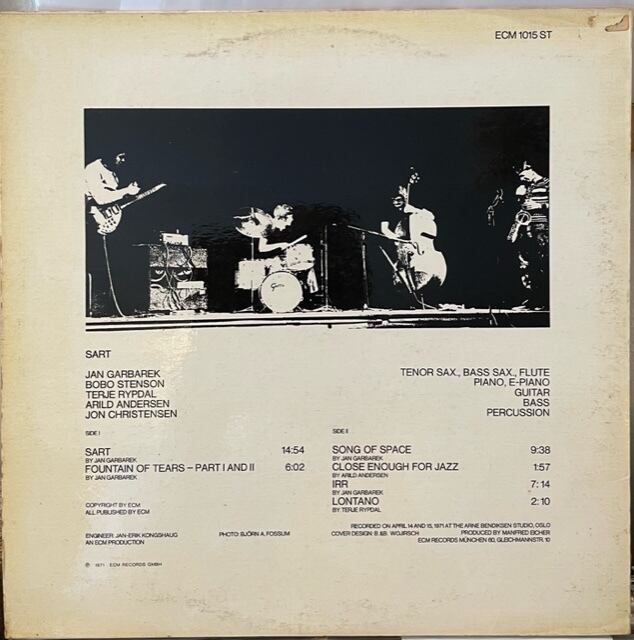 ECM 1015 ST
SART
JAN GARBAREK TENOR SAX., BASS SAX., FLUTE
BOBO STENSON PIANO, E-PIANO
TERJE RYPDAL GUITAR
ARILD ANDERSEN BASS
JON CHRISTENSEN PERCUSSION
SIDE I
SART 14:54
BY JAN GARBAREK
FOUNTAIN OF TEARS – PART I AND II 6:02
BY JAN GARBAREK
SIDE II
SONG OF SPACE 9:38
BY JAN GARBAREK
CLOSE ENOUGH FOR JAZZ 1:57
BY ARILD ANDERSEN
IRR 7:14
BY JAN GARBAREK
LONTANO 2:10
BY TERJE RYPDAL
COPYRIGHT BY ECM
ALL PUBLISHED BY ECM
RECORDED ON APRIL 14 AND 15, 1971 AT THE ARNE BENDIKSEN STUDIO, OSLO
ENGINEER: JAN-ERIK KONGSHAUG PHOTO: BJÖRN A. FOSSUM COVER DESIGN: B.&B. WOJIRSCH PRODUCED BY MANFRED EICHER
AN ECM PRODUCTION ECM RECORDS MÜNCHEN 60, GLEICHMANNSTR. 10
℗ 1971 ECM RECORDS GMBH